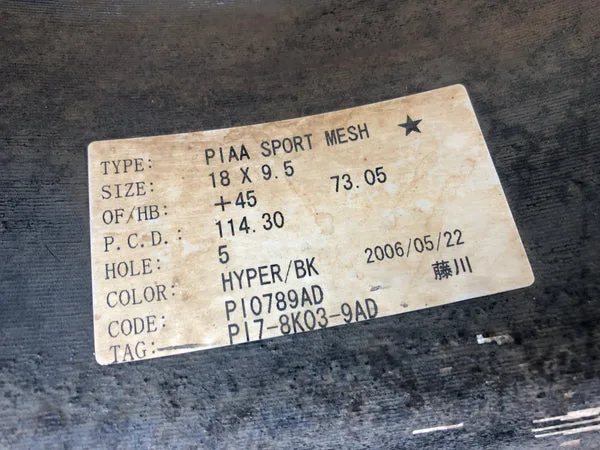 TYPE: PIAA SPORT MESH ★
SIZE: 18 X 9.5
OF/HB: +45 73.05
P.C.D.: 114.30
HOLE: 5
COLOR: HYPER/BK 2006/05/22
CODE: PI0789AD 藤川
TAG: PI7-8K03-9AD